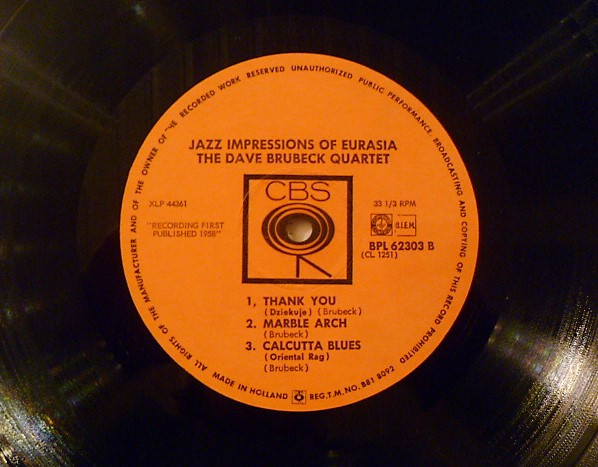 ALL RIGHTS OF THE MANUFACTURER AND OF THE OWNER OF THE RECORDED WORK RESERVED UNAUTHORIZED PUBLIC PERFORMANCE, BROADCASTING AND COPYING OF THIS RECORD PROHIBITED
JAZZ IMPRESSIONS OF EURASIA
THE DAVE BRUBECK QUARTET
CBS
XLP 44361
33 1/3 RPM
"RECORDING FIRST
PUBLISHED 1958"
B.I.E.M.
BPL 62303 B
(CL 1251)
1, THANK YOU
(Dziekuje) (Brubeck)
2. MARBLE ARCH
(Brubeck)
3. CALCUTTA BLUES
(Oriental Rag)
(Brubeck)
MADE IN HOLLAND REG.T.M.NO.BB1 8092